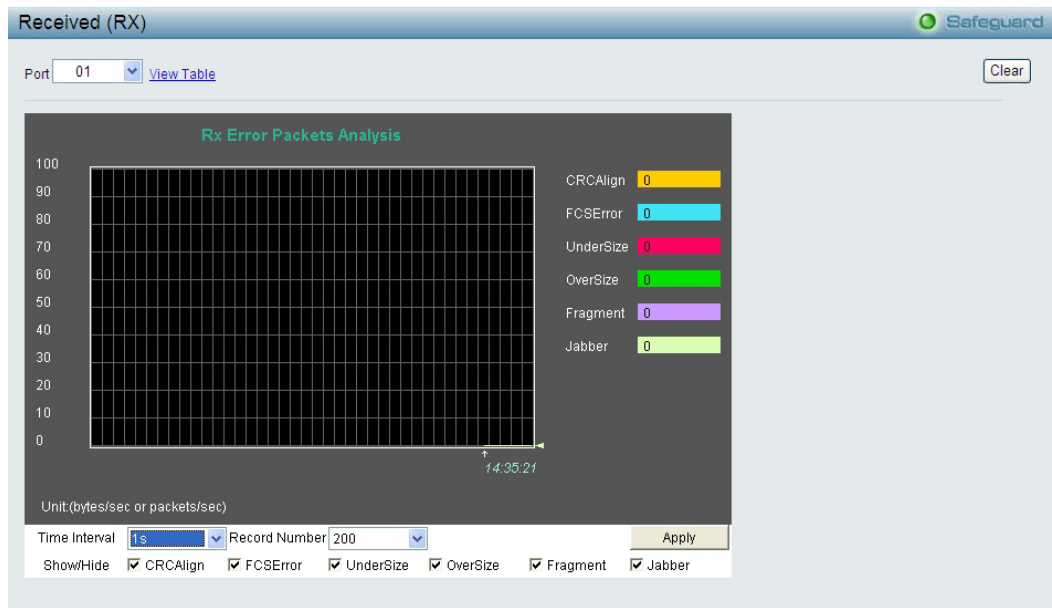 Received (RX)
Safeguard
Port 01 View Table
Clear
Rx Error Packets Analysis
100
90
80
70
60
50
40
30
20
10
0
CRCAlign 0
FCSError 0
UnderSize 0
OverSize 0
Fragment 0
Jabber 0
14:35:21
Unit:(bytes/sec or packets/sec)
Time Interval 1s Record Number 200 Apply
Show/Hide CRCAlign FCSError UnderSize OverSize Fragment Jabber